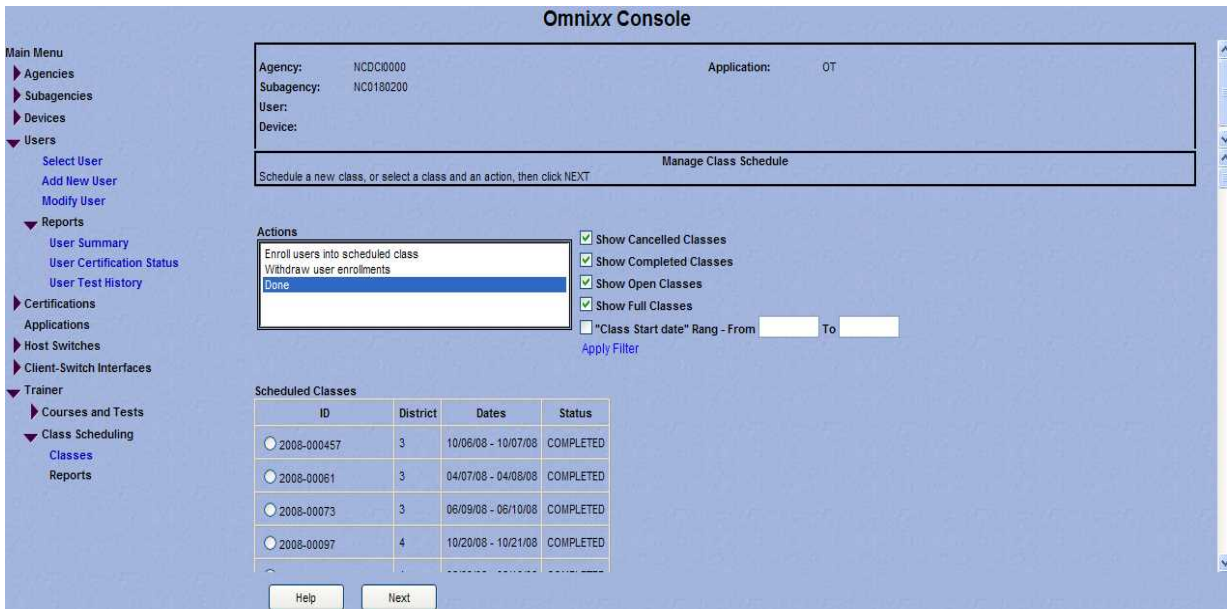 Omnixx Console
Main Menu
Agencies
Subagencies
Devices
Users
Select User
Add New User
Modify User
Reports
User Summary
User Certification Status
User Test History
Certifications
Applications
Host Switches
Client-Switch Interfaces
Trainer
Courses and Tests
Class Scheduling
Classes
Reports
Agency: NCDCI0000 Application: OT
Subagency: NC0180200
User:
Device:
Manage Class Schedule
Schedule a new class, or select a class and an action, then click NEXT
Actions
Enroll users into scheduled class
Withdraw user enrollments
Done
Show Cancelled Classes
Show Completed Classes
Show Open Classes
Show Full Classes
"Class Start date" Rang - From To
Apply Filter
Scheduled Classes
ID District Dates Status
2008-000457 3 10/06/08 - 10/07/08 COMPLETED
2008-00061 3 04/07/08 - 04/08/08 COMPLETED
2008-00073 3 06/09/08 - 06/10/08 COMPLETED
2008-00097 4 10/20/08 - 10/21/08 COMPLETED
Help Next